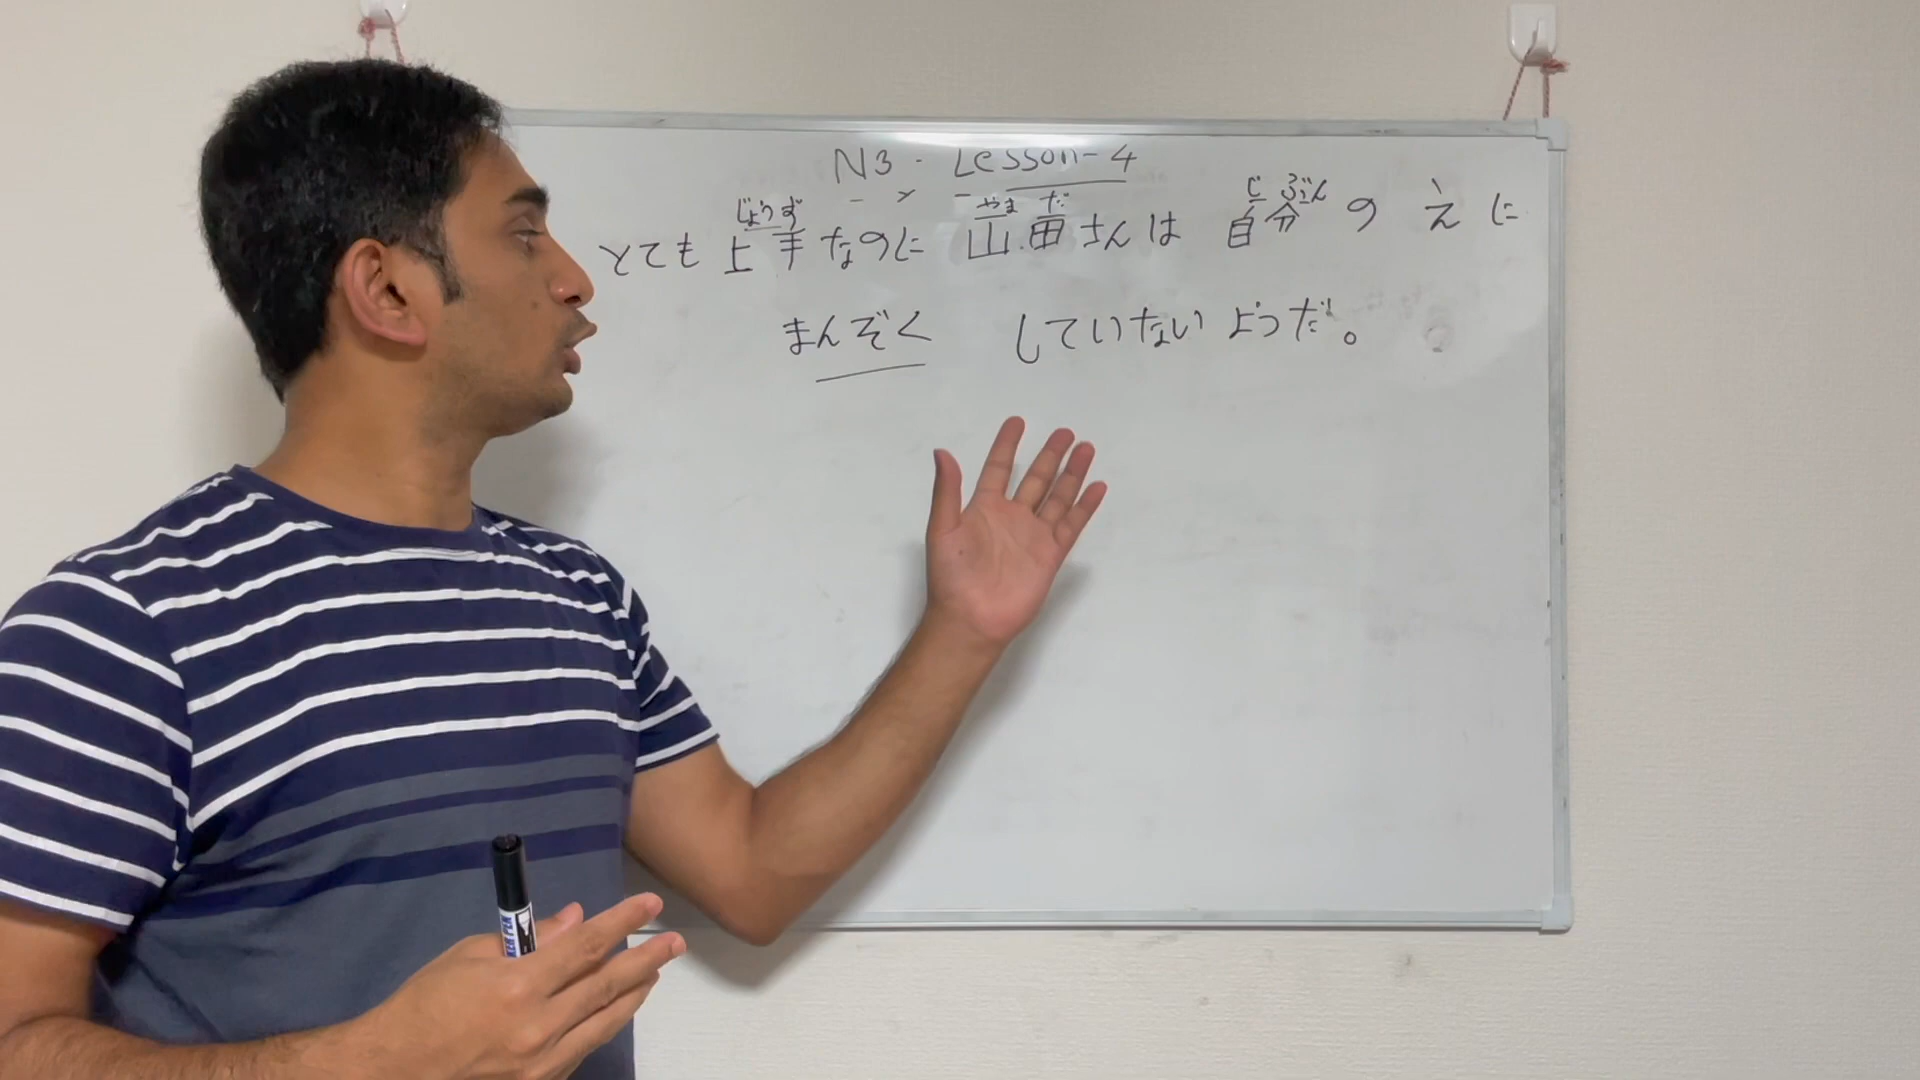 N3 - Lesson-4
じょうず やま だ じ ぶん
とても上手なのに山田さんは自分のえに
まんぞくしていないようだ。